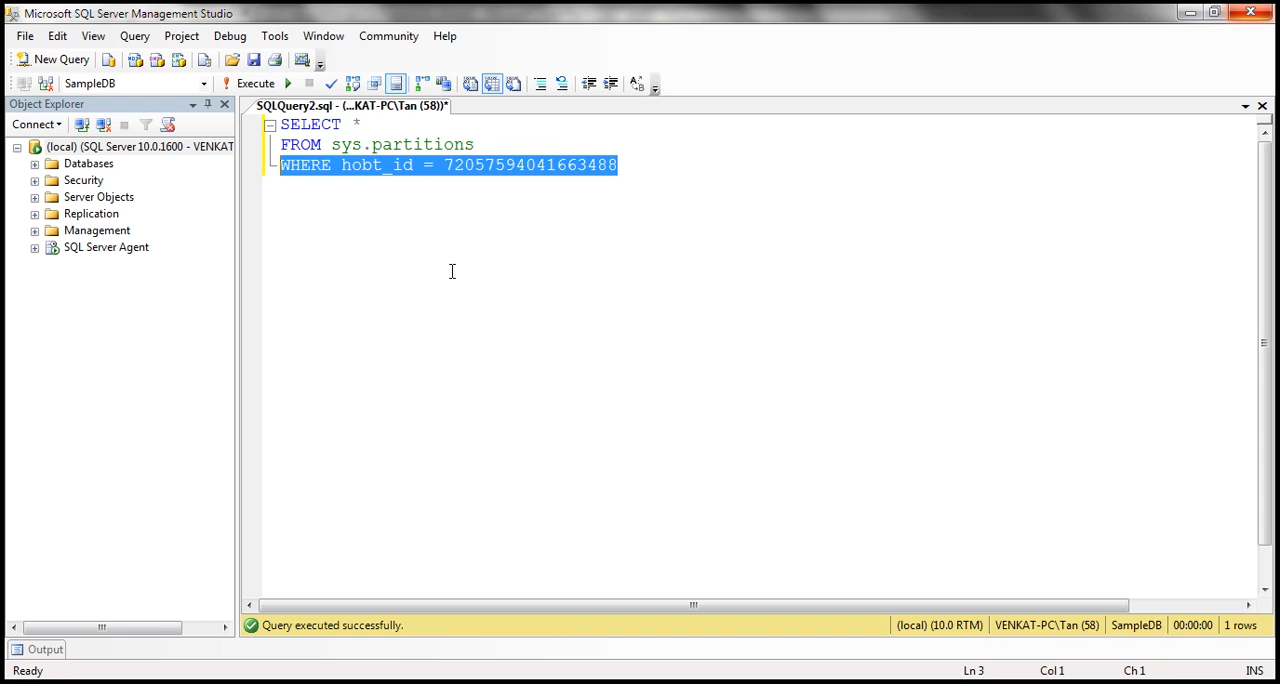 Microsoft SQL Server Management Studio
File Edit View Query Project Debug Tools Window Community Help
New Query
SampleDB Execute
Object Explorer
SQLQuery2.sql - (...KAT-PC\Tan (58))*
Connect
(local) (SQL Server 10.0.1600 - VENKAT
Databases
Security
Server Objects
Replication
Management
SQL Server Agent
SELECT *
FROM sys.partitions
WHERE hobt_id = 72057594041663488
Query executed successfully. (local) (10.0 RTM) VENKAT-PC\Tan (58) SampleDB 00:00:00 1 rows
Output
Ready Ln 3 Col 1 Ch 1 INS